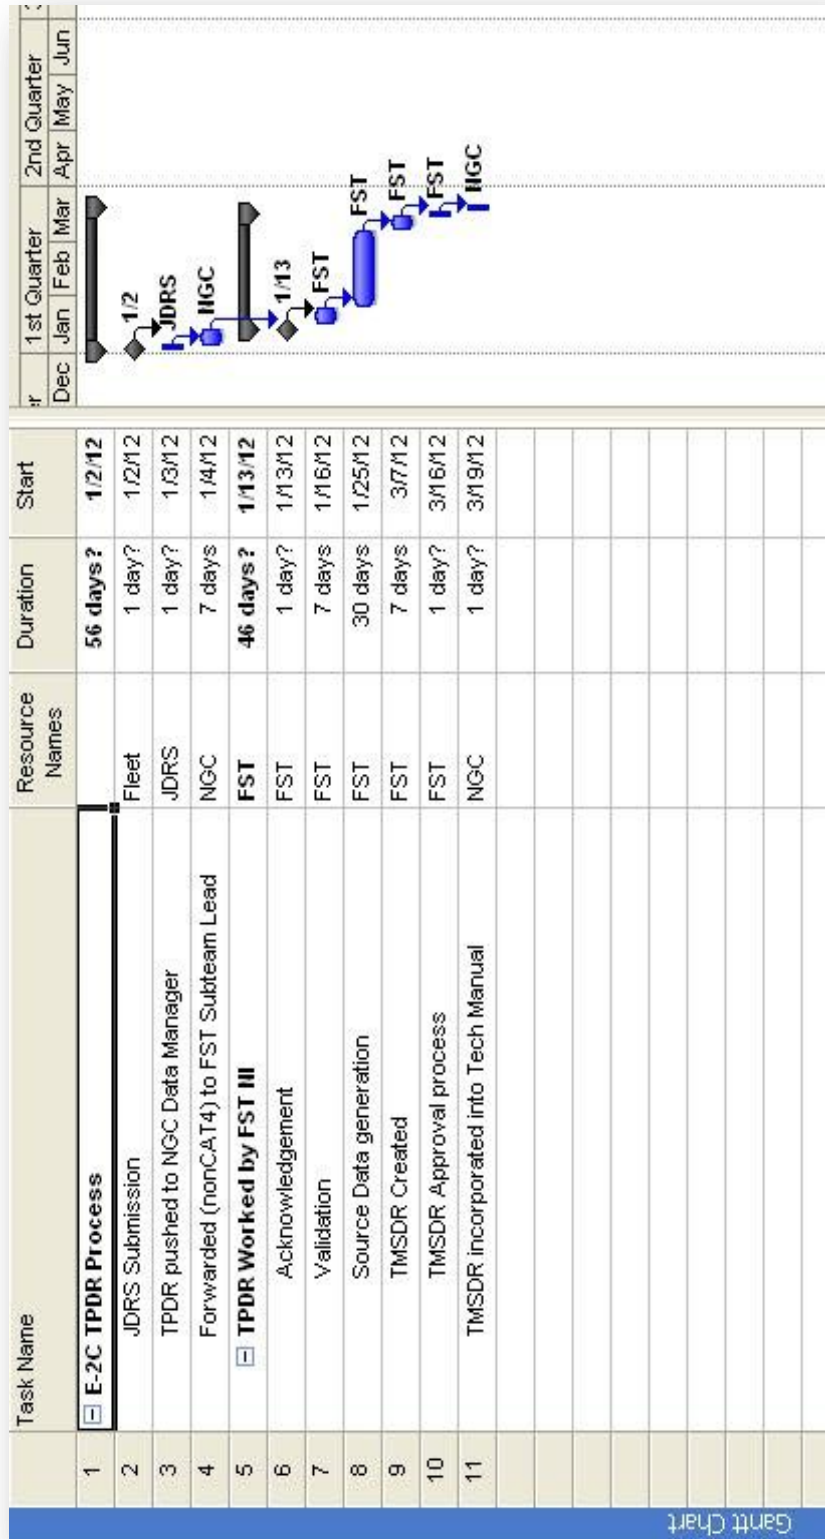 Task Name Resource Names Duration Start
r 1st Quarter 2nd Quarter
Dec Jan Feb Mar Apr May Jun
1 E-2C TPDR Process 56 days? 1/2/12
2 JDRS Submission Fleet 1 day? 1/2/12 1/2
3 TPDR pushed to NGC Data Manager JDRS 1 day? 1/3/12 JDRS
4 Forwarded (nonCAT4) to FST Subteam Lead NGC 7 days 1/4/12 NGC
5 TPDR Worked by FST NI FST 46 days? 1/13/12
6 Acknowledgement FST 1 day? 1/13/12 1/13
7 Validation FST 7 days 1/16/12 FST
8 Source Data generation FST 30 days 1/25/12 FST
9 TMSDR Created FST 7 days 3/7/12 FST
10 TMSDR Approval process FST 1 day? 3/16/12 FST
11 TMSDR incorporated into Tech Manual NGC 1 day? 3/19/12 NGC
Gantt Chart